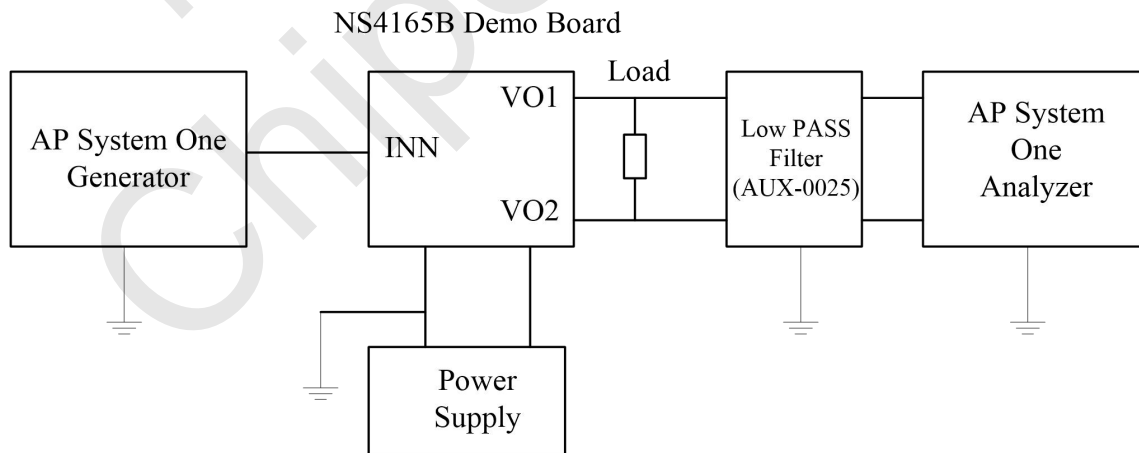 NS4165B Demo Board
AP System One
Generator
INN
VO1
VO2
Load
Low PASS
Filter
(AUX-0025)
AP System
One
Analyzer
Power
Supply